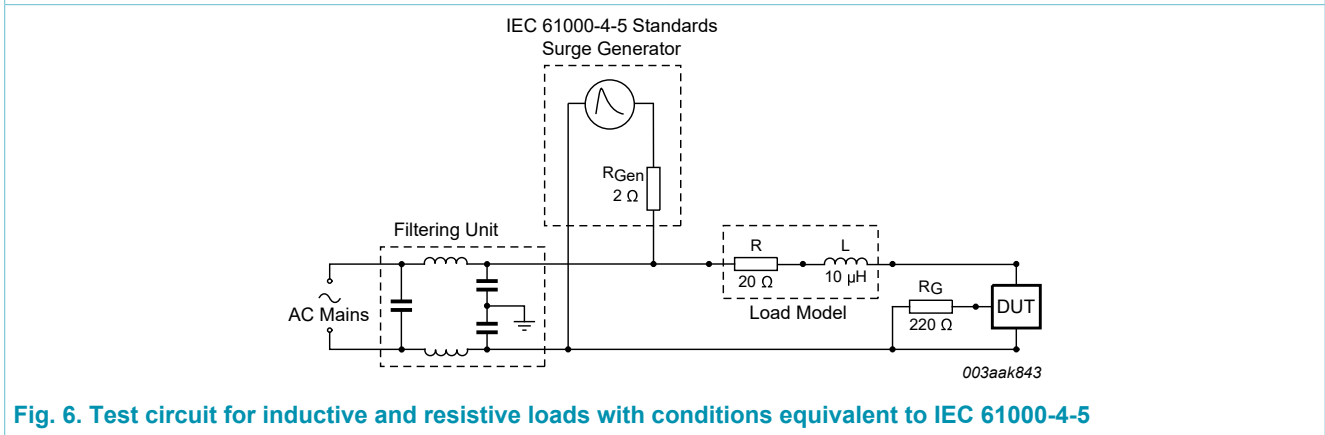 IEC 61000-4-5 Standards
Surge Generator
RGen
2 Ω
Filtering Unit
R
L
20 Ω
10 μH
AC Mains
Load Model
RG
220 Ω
DUT
003aak843
Fig. 6. Test circuit for inductive and resistive loads with conditions equivalent to IEC 61000-4-5